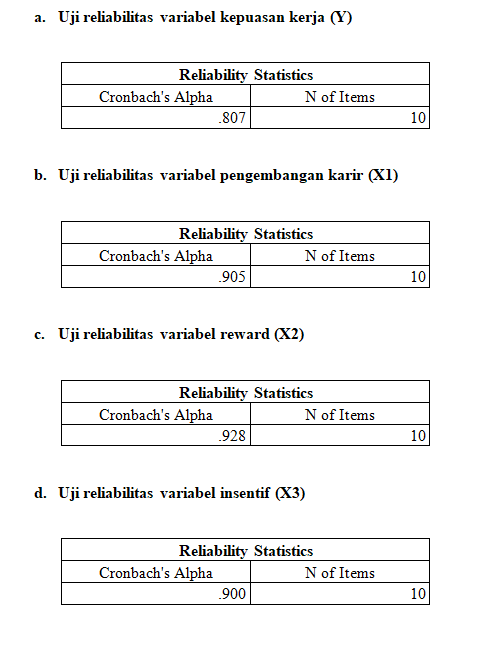 a. Uji reliabilitas variabel kepuasan kerja (Y)
Reliability Statistics
Cronbach's Alpha N of Items
.807 10
b. Uji reliabilitas variabel pengembangan karir (X1)
Reliability Statistics
Cronbach's Alpha N of Items
.905 10
c. Uji reliabilitas variabel reward (X2)
Reliability Statistics
Cronbach's Alpha N of Items
.928 10
d. Uji reliabilitas variabel insentif (X3)
Reliability Statistics
Cronbach's Alpha N of Items
.900 10